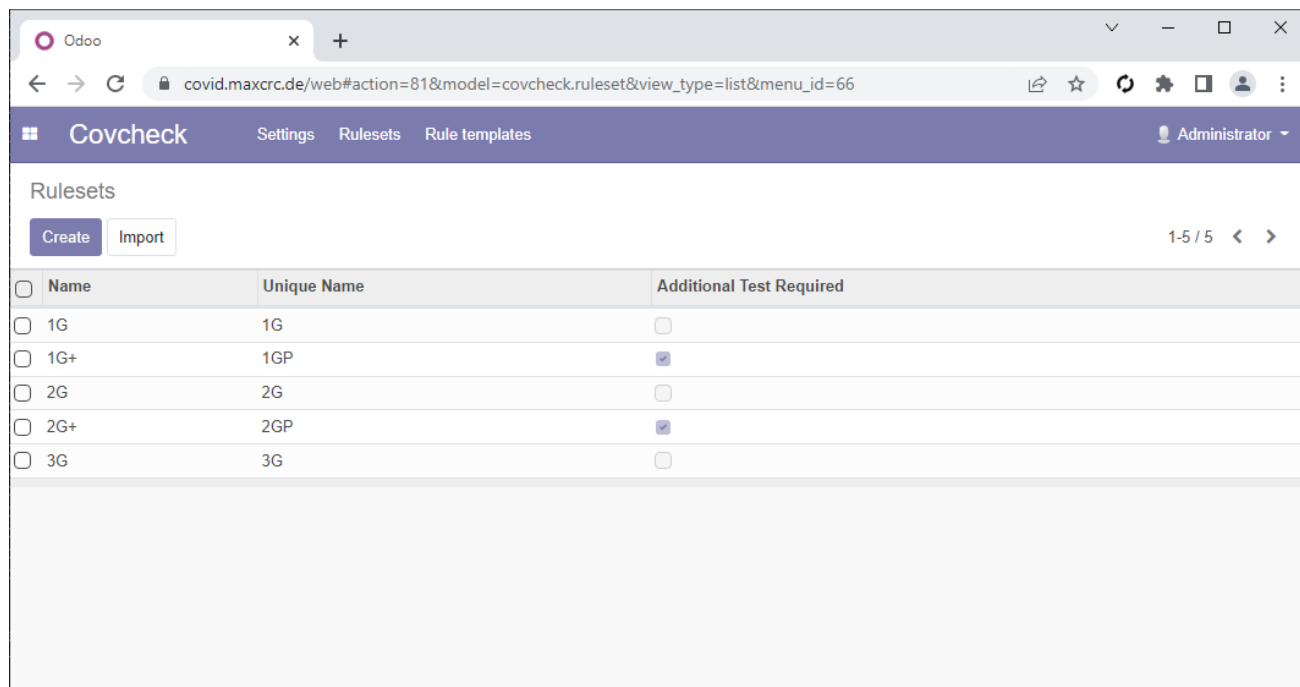 Odoo
covid.maxcrc.de/web#action=81&model=covcheck.ruleset&view_type=list&menu_id=66
Covcheck Settings Rulesets Rule templates Administrator
Rulesets
Create Import 1-5 / 5
Name Unique Name Additional Test Required
1G 1G
1G+ 1GP
2G 2G
2G+ 2GP
3G 3G